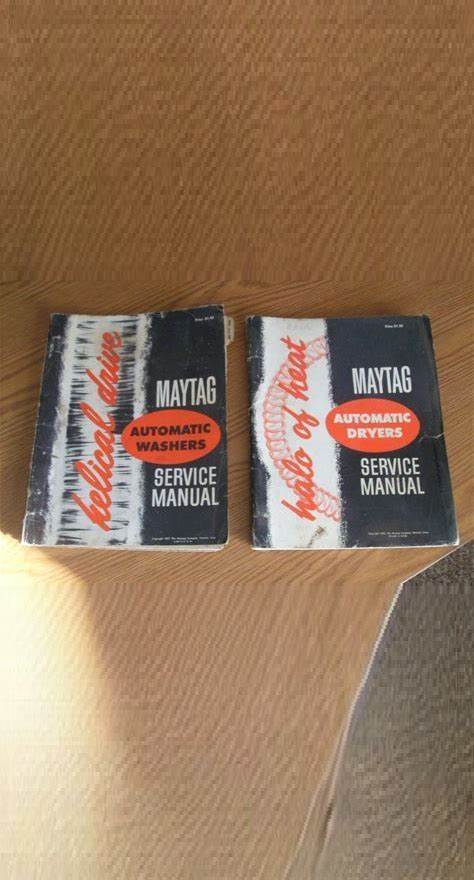 helical drive
MAYTAG
AUTOMATIC
WASHERS
SERVICE
MANUAL
halo of heat
MAYTAG
AUTOMATIC
DRYERS
SERVICE
MANUAL